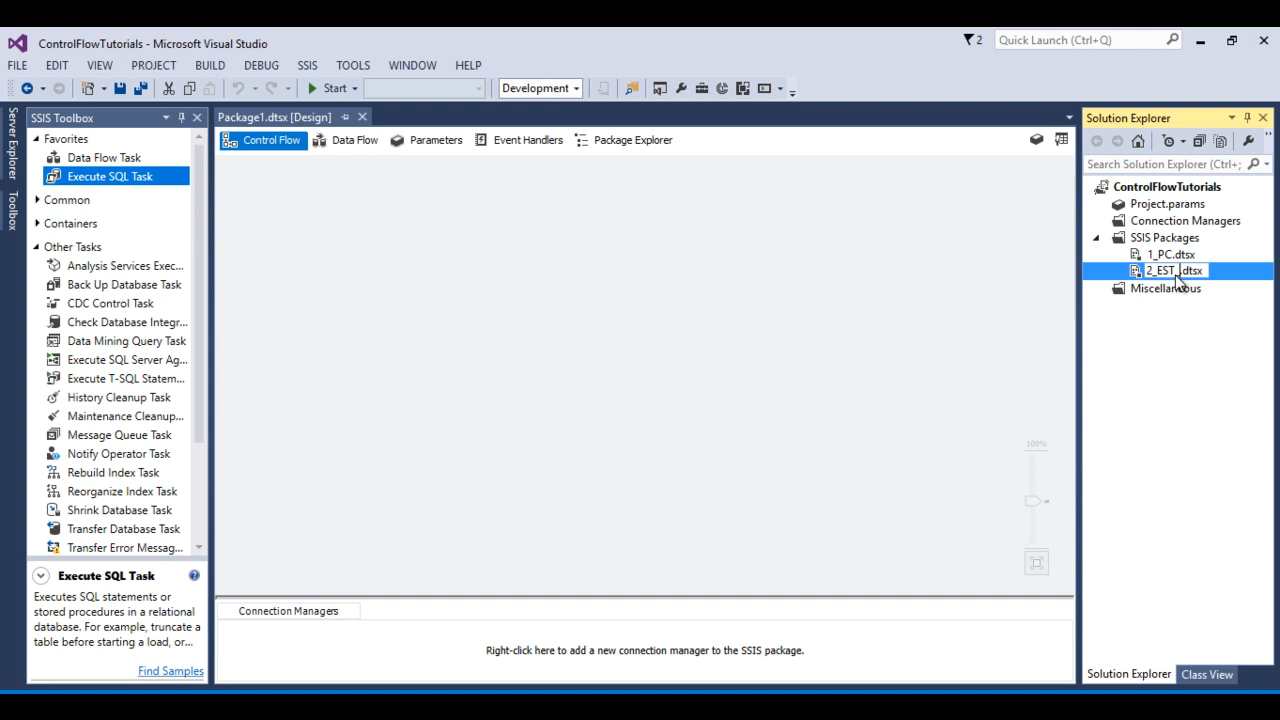 ControlFlowTutorials - Microsoft Visual Studio
2
Quick Launch (Ctrl+Q)
FILE EDIT VIEW PROJECT BUILD DEBUG SSIS TOOLS WINDOW HELP
Start
Development
Server Explorer
Toolbox
SSIS Toolbox
Favorites
Data Flow Task
Execute SQL Task
Common
Containers
Other Tasks
Analysis Services Exec...
Back Up Database Task
CDC Control Task
Check Database Integr...
Data Mining Query Task
Execute SQL Server Ag...
Execute T-SQL Statem...
History Cleanup Task
Maintenance Cleanup...
Message Queue Task
Notify Operator Task
Rebuild Index Task
Reorganize Index Task
Shrink Database Task
Transfer Database Task
Transfer Error Messag...
Execute SQL Task
Executes SQL statements or
stored procedures in a relational
database. For example, truncate a
table before starting a load, or...
Find Samples
Package1.dtsx [Design]
Control Flow Data Flow Parameters Event Handlers Package Explorer
100%
Connection Managers
Right-click here to add a new connection manager to the SSIS package.
Solution Explorer
Search Solution Explorer (Ctrl+;
ControlFlowTutorials
Project.params
Connection Managers
SSIS Packages
1_PC.dtsx
2_EST_.dtsx
Miscellaneous
Solution Explorer Class View